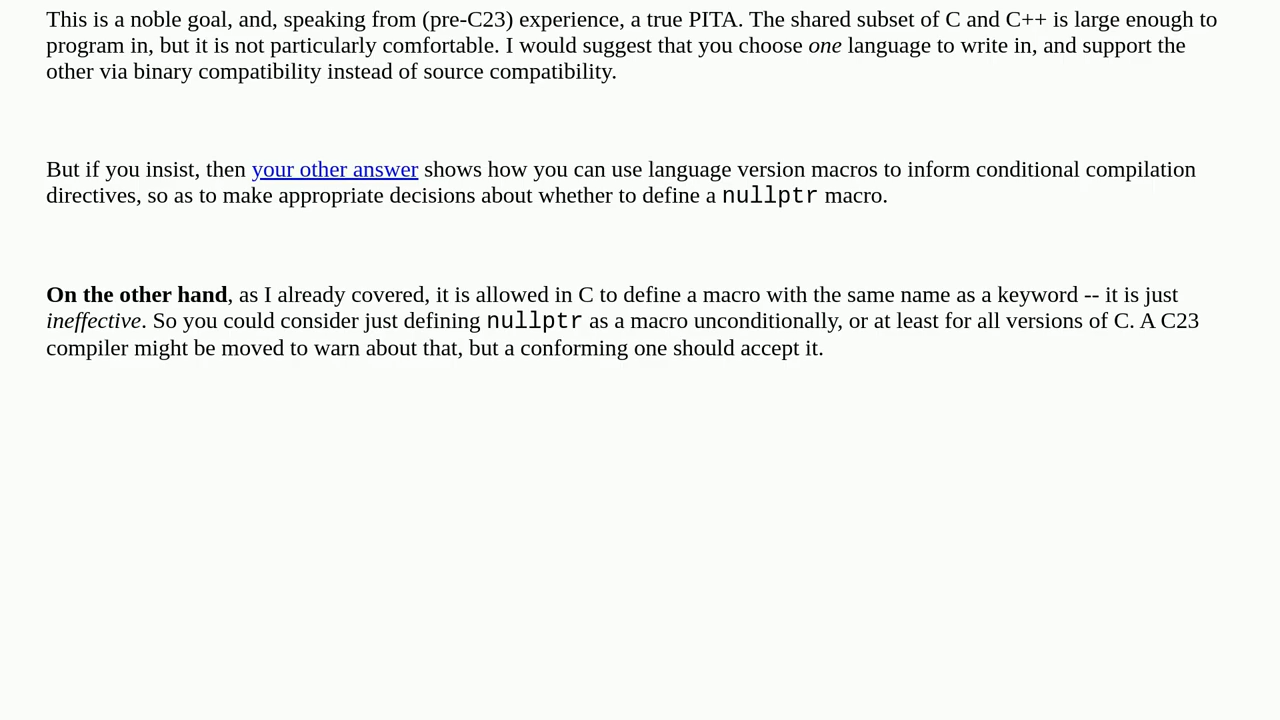 This is a noble goal, and, speaking from (pre-C23) experience, a true PITA. The shared subset of C and C++ is large enough to
program in, but it is not particularly comfortable. I would suggest that you choose one language to write in, and support the
other via binary compatibility instead of source compatibility.
But if you insist, then your other answer shows how you can use language version macros to inform conditional compilation
directives, so as to make appropriate decisions about whether to define a nullptr macro.
On the other hand, as I already covered, it is allowed in C to define a macro with the same name as a keyword -- it is just
ineffective. So you could consider just defining nullptr as a macro unconditionally, or at least for all versions of C. A C23
compiler might be moved to warn about that, but a conforming one should accept it.